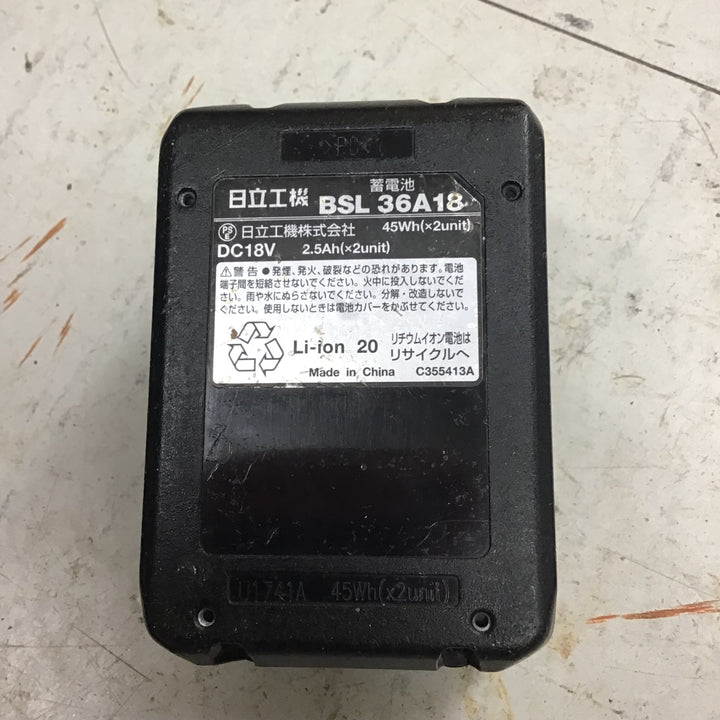 >PC<
日立工機
蓄電池
BSL 36A18
PSE 日立工機株式会社 45Wh(×2unit)
DC18V 2.5Ah(×2unit)
⚠警告 ●発煙、発火、破裂などの恐れがあります。電池
端子間を短絡させないでください。火中に投入しないでくだ
さい。雨や水にぬらさないでください。分解・改造しないで
ください。使用しないときは電池カバーをかぶせてください。
Li-ion 20
リチウムイオン電池は
リサイクルへ
Made in China C355413A
U1741A 45Wh(x2unit)